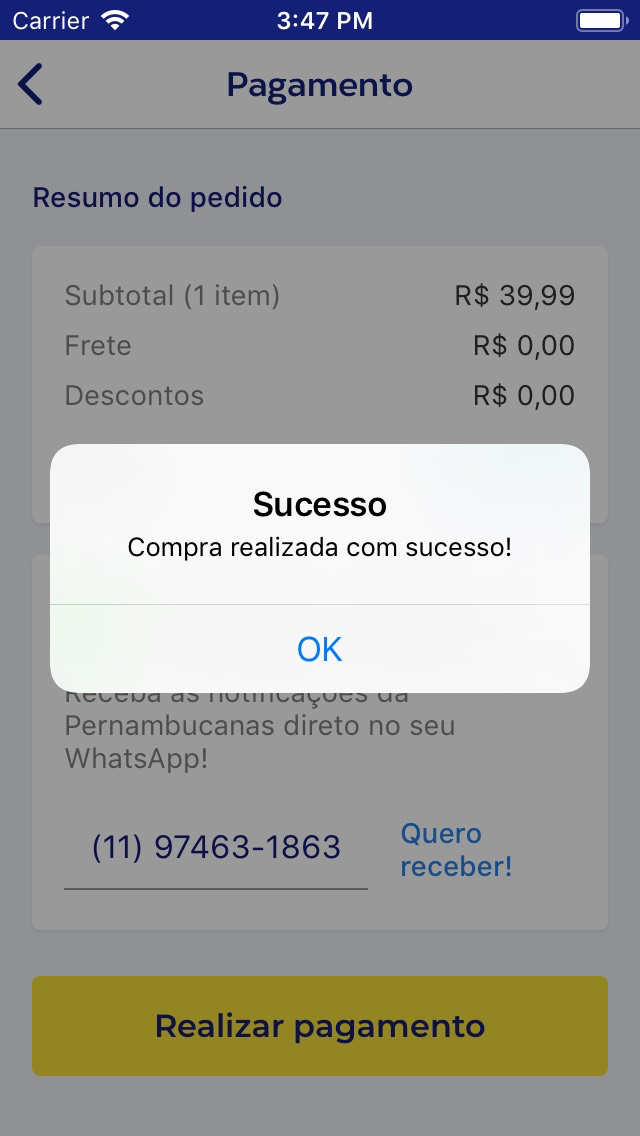 Carrier 3:47 PM
Pagamento
Resumo do pedido
Subtotal (1 item) R$ 39,99
Frete R$ 0,00
Descontos R$ 0,00
Sucesso
Compra realizada com sucesso!
OK
Receba as notificações da
Pernambucanas direto no seu
WhatsApp!
(11) 97463-1863
Quero
receber!
Realizar pagamento